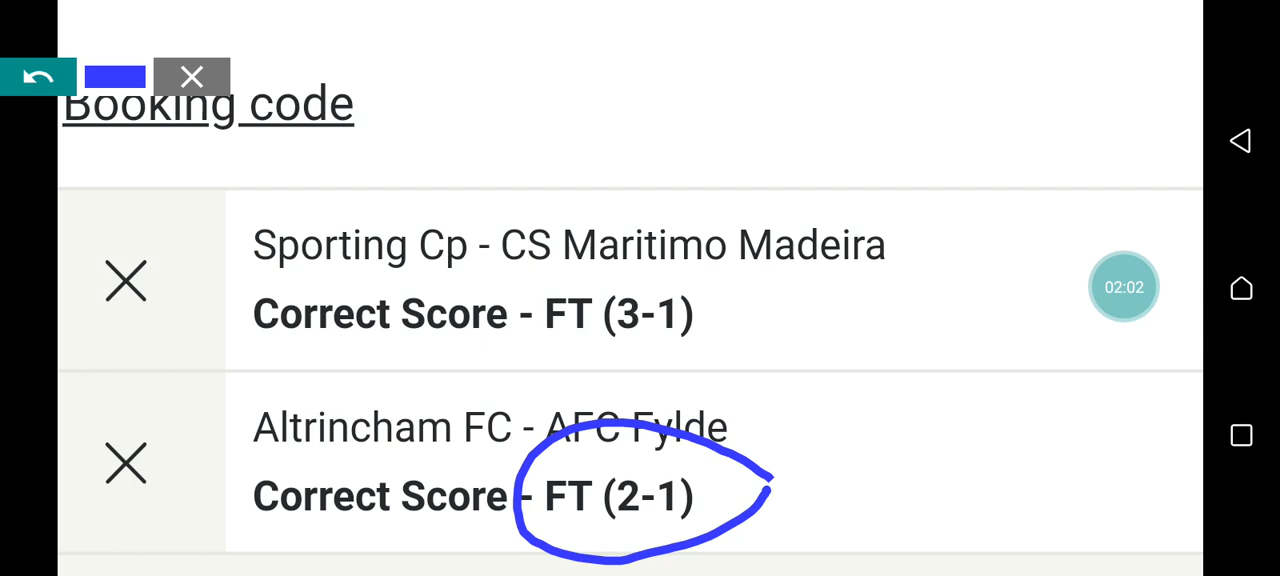 Booking code
Sporting Cp - CS Maritimo Madeira
Correct Score - FT (3-1)
02:02
Altrincham FC - AFC Fylde
Correct Score - FT (2-1)